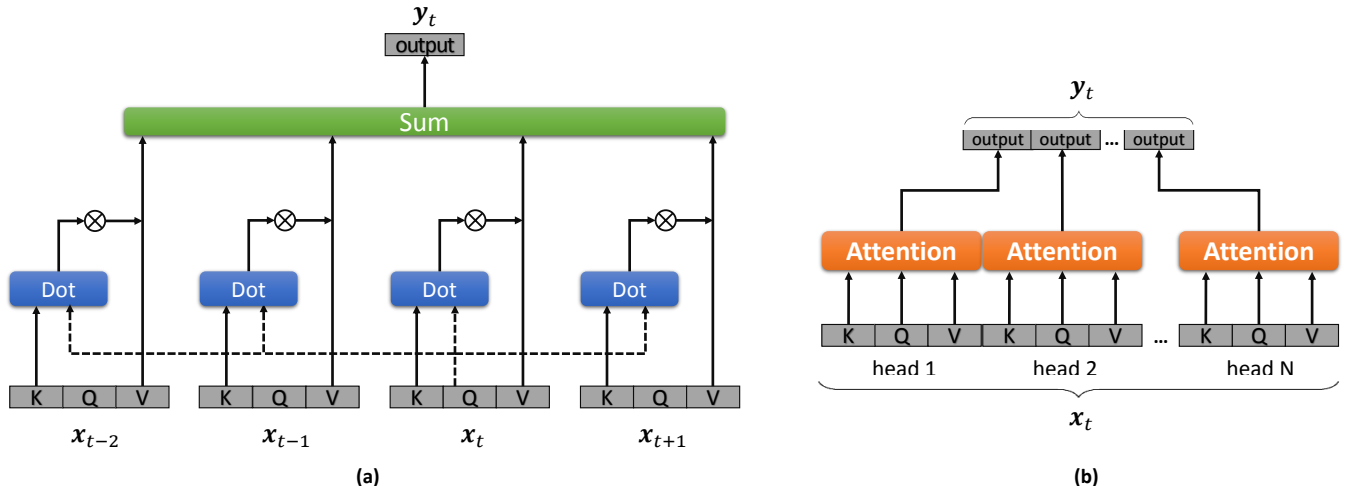 y_t
output
Sum
Dot Dot Dot Dot
K Q V K Q V K Q V K Q V
x_{t−2} x_{t−1} x_t x_{t+1}
(a)
y_t
output output ... output
Attention Attention Attention
K Q V K Q V ... K Q V
head 1 head 2 head N
x_t
(b)